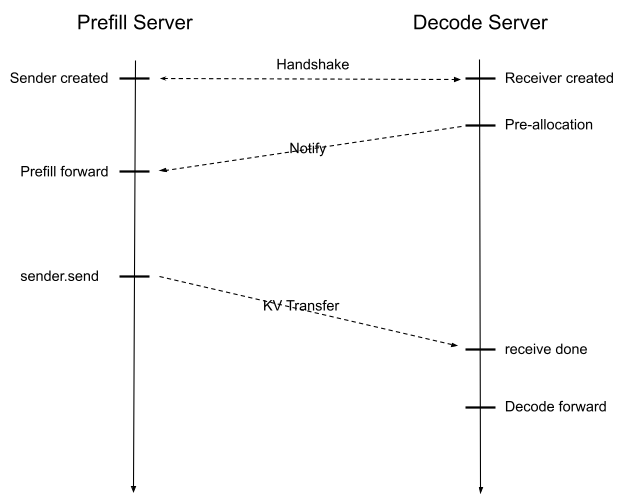 Prefill Server
Decode Server
Handshake
Sender created
Receiver created
Pre-allocation
Notify
Prefill forward
sender.send
KV Transfer
receive done
Decode forward